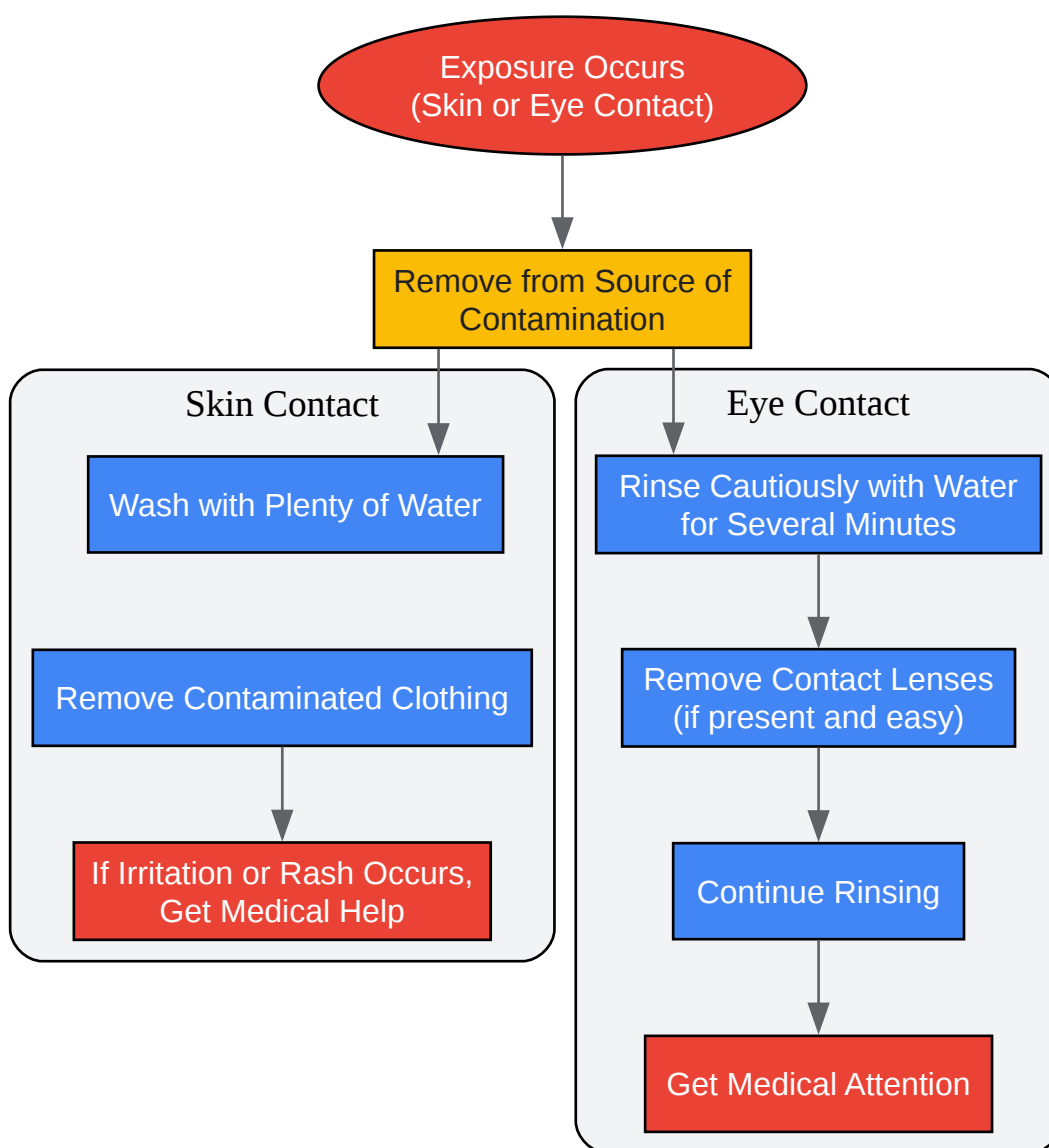 Exposure Occurs
(Skin or Eye Contact)
Remove from Source of
Contamination
Skin Contact
Wash with Plenty of Water
Remove Contaminated Clothing
If Irritation or Rash Occurs,
Get Medical Help
Eye Contact
Rinse Cautiously with Water
for Several Minutes
Remove Contact Lenses
(if present and easy)
Continue Rinsing
Get Medical Attention